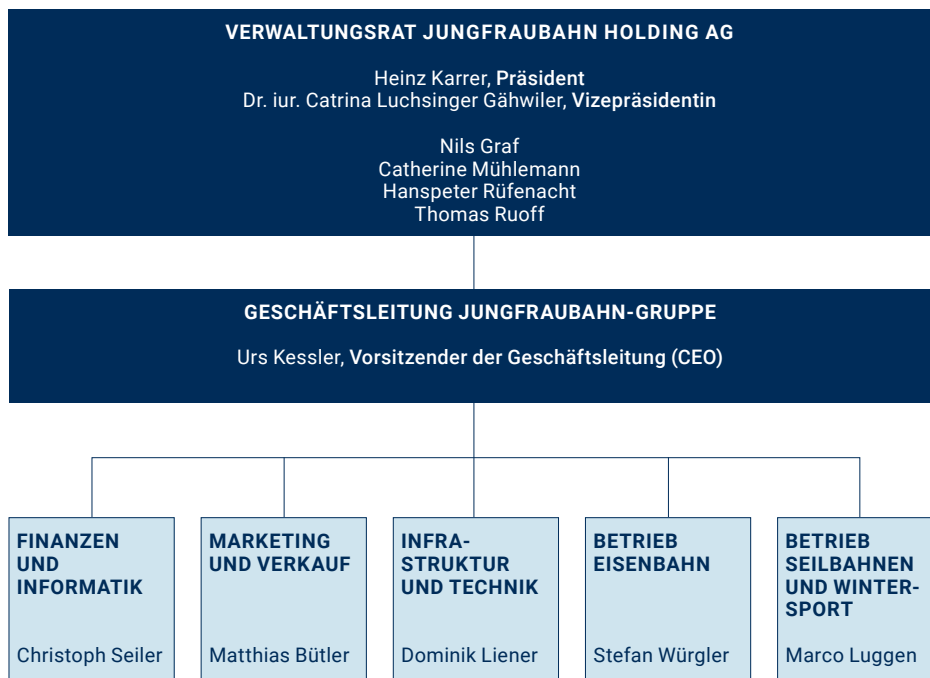 VERWALTUNGSRAT JUNGFRAUBAHN HOLDING AG
Heinz Karrer, Präsident
Dr. iur. Catrina Luchsinger Gähwiler, Vizepräsidentin
Nils Graf
Catherine Mühlemann
Hanspeter Rüfenacht
Thomas Ruoff
GESCHÄFTSLEITUNG JUNGFRAUBAHN-GRUPPE
Urs Kessler, Vorsitzender der Geschäftsleitung (CEO)
FINANZEN
UND
INFORMATIK
Christoph Seiler
MARKETING
UND VERKAUF
Matthias Bütler
INFRA-
STRUKTUR
UND TECHNIK
Dominik Liener
BETRIEB
EISENBAHN
Stefan Würgler
BETRIEB
SEILBAHNEN
UND WINTER-
SPORT
Marco Luggen